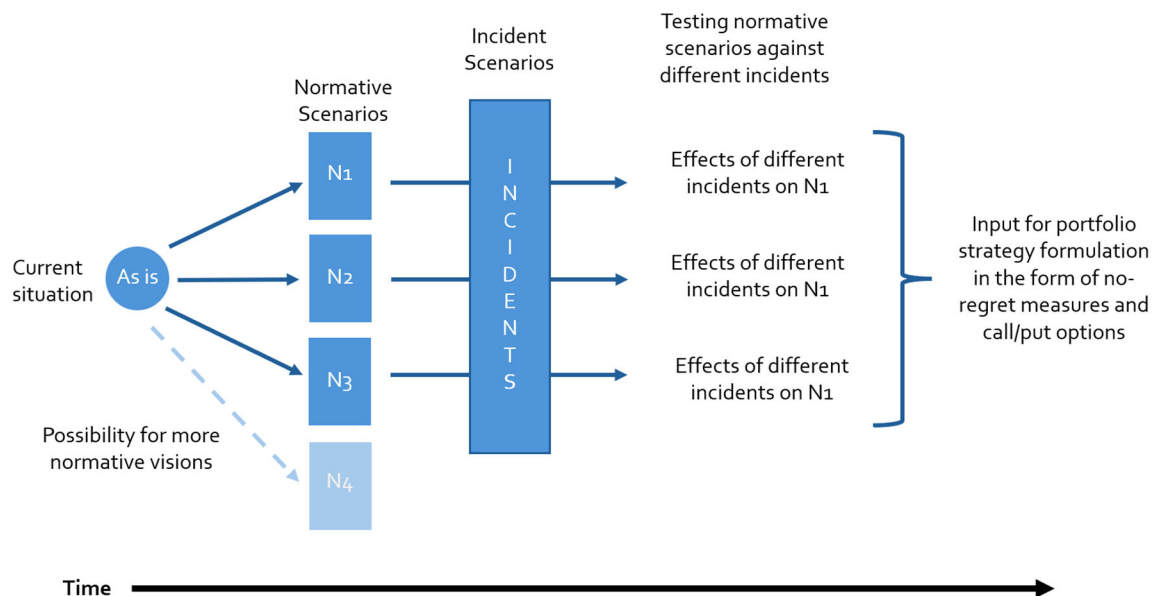 Testing normative
scenarios against
different incidents
Incident
Scenarios
Normative
Scenarios
N1
N2
N3
N4
Current
situation
As is
Possibility for more
normative visions
INCIDENTS
Effects of different
incidents on N1
Effects of different
incidents on N1
Effects of different
incidents on N1
Input for portfolio
strategy formulation
in the form of no-
regret measures and
call/put options
Time